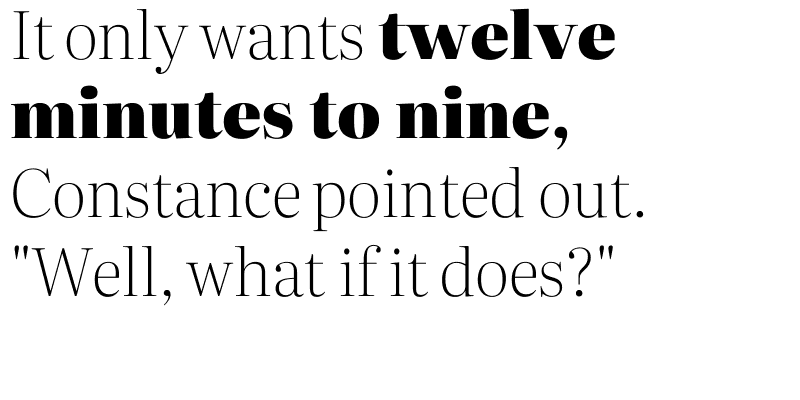 It only wants twelve
minutes to nine,
Constance pointed out.
"Well, what if it does?"